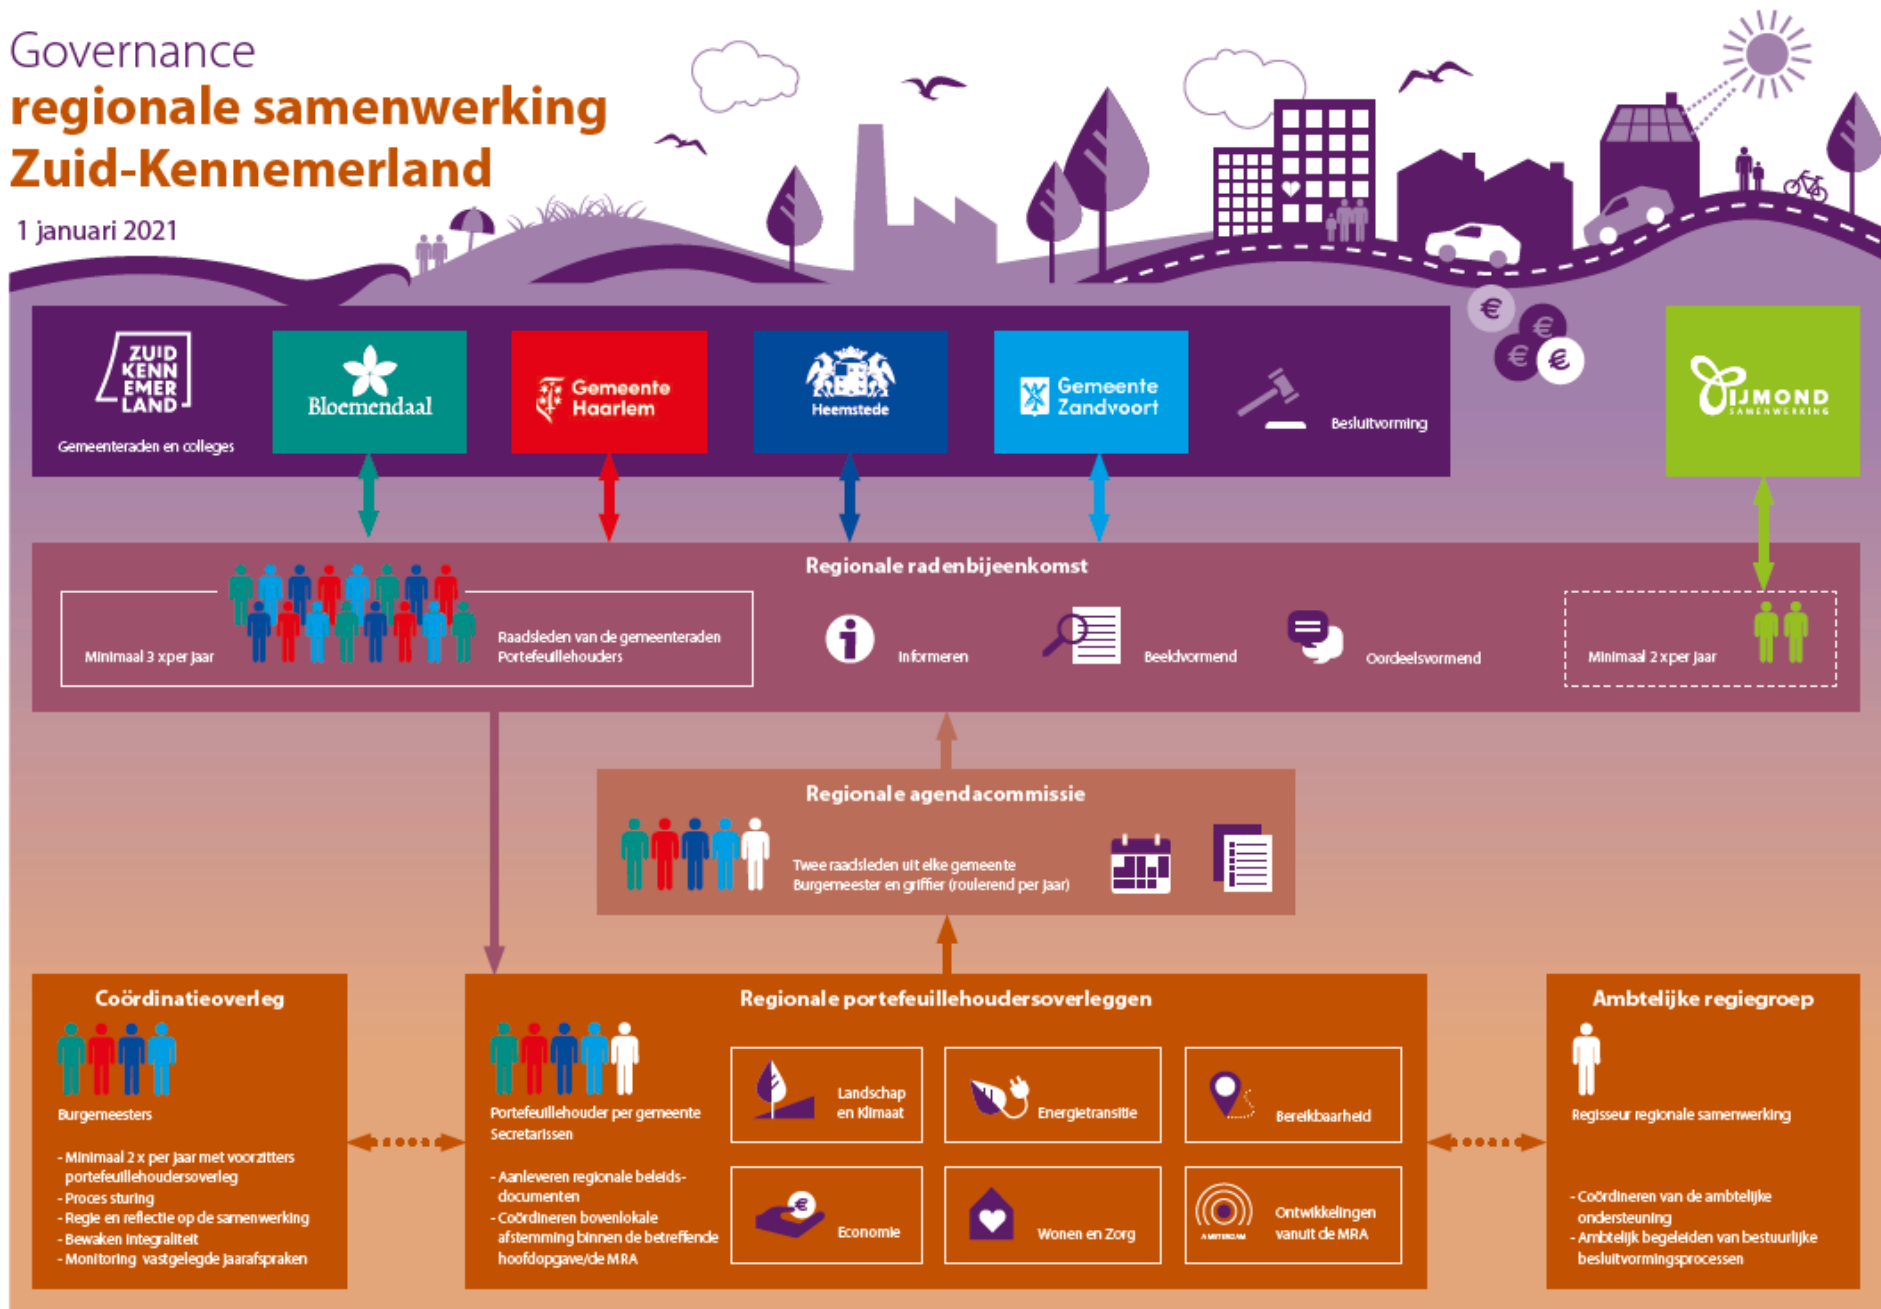 Governance
regionale samenwerking
Zuid-Kennemerland
1 januari 2021
ZUID
KENN
EMER
LAND
Gemeenteraden en colleges
Bloemendaal
Gemeente
Haarlem
Heemstede
Gemeente
Zandvoort
Besluitvorming
€
€
€
€
IJMOND
SAMENWERKING
Regionale radenbijeenkomst
Minimaal 3 x per jaar
Raadsleden van de gemeenteraden
Portefeuillehouders
Informeren
Beeldvormend
Oordeelsvormend
Minimaal 2 x per jaar
Regionale agendacommissie
Twee raadsleden uit elke gemeente
Burgemeester en griffier (roulerend per jaar)
Coördinatieoverleg
Burgemeesters
- Minimaal 2 x per jaar met voorzitters
portefeuillehoudersoverleg
- Proces sturing
- Regie en reflectie op de samenwerking
- Bewaken integraliteit
- Monitoring vastgelegde jaarafspraken
Regionale portefeuillehoudersoverleggen
Portefeuillehouder per gemeente
Secretarissen
- Aanleveren regionale beleids-
documenten
- Coördineren bovenlokale
afstemming binnen de betreffende
hoofdopgave/de MRA
Landschap
en Klimaat
Energietransitie
Bereikbaarheid
€
Economie
Wonen en Zorg
AMSTERDAM
Ontwikkelingen
vanuit de MRA
Ambtelijke regiegroep
Regisseur regionale samenwerking
- Coördineren van de ambtelijke
ondersteuning
- Ambtelijk begeleiden van bestuurlijke
besluitvormingsprocessen